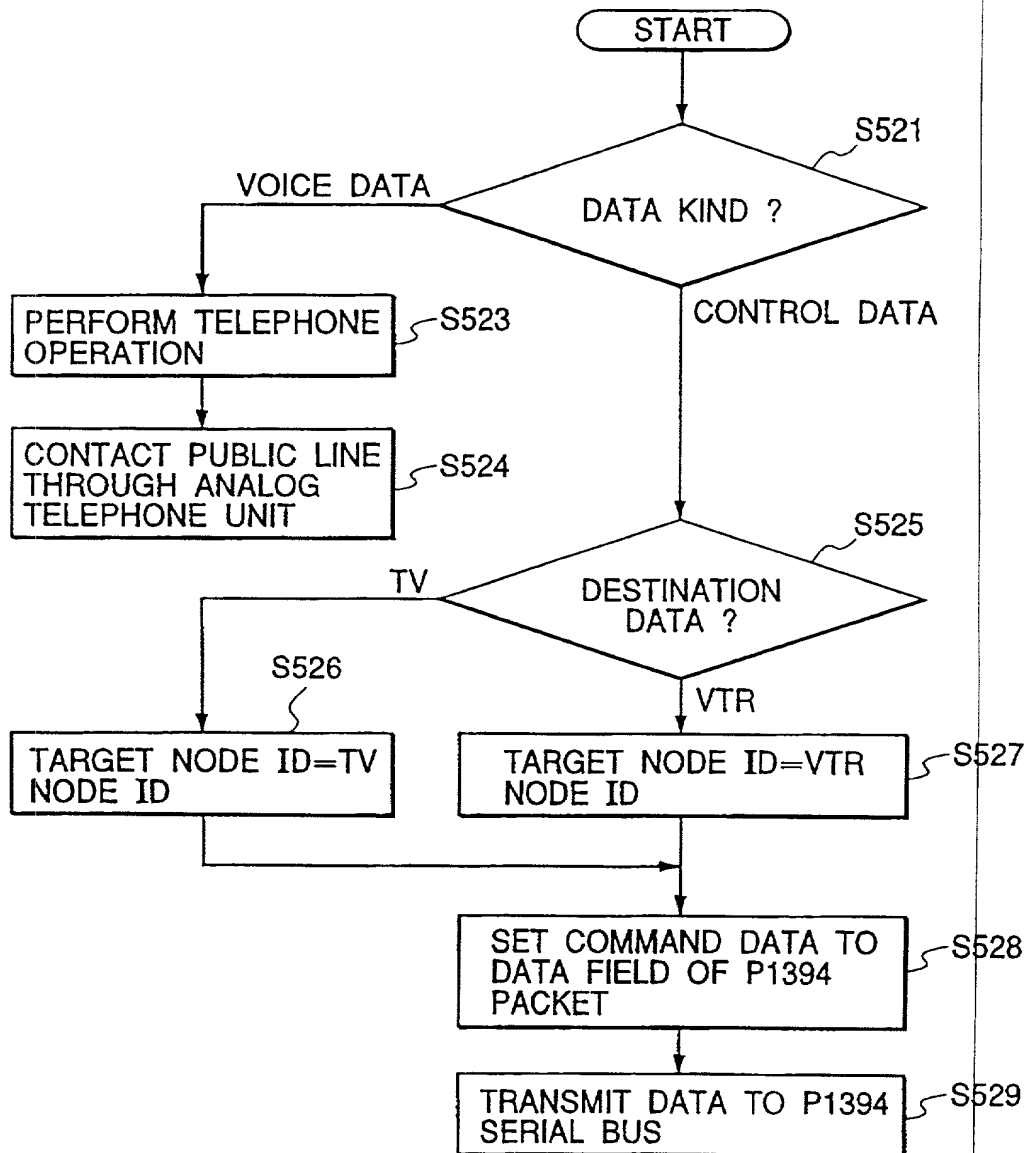 START
S521
DATA KIND ?
VOICE DATA
CONTROL DATA
PERFORM TELEPHONE
OPERATION
S523
CONTACT PUBLIC LINE
THROUGH ANALOG
TELEPHONE UNIT
S524
S525
DESTINATION
DATA ?
TV
VTR
S526
TARGET NODE ID=TV
NODE ID
TARGET NODE ID=VTR
NODE ID
S527
SET COMMAND DATA TO
DATA FIELD OF P1394
PACKET
S528
TRANSMIT DATA TO P1394
SERIAL BUS
S529